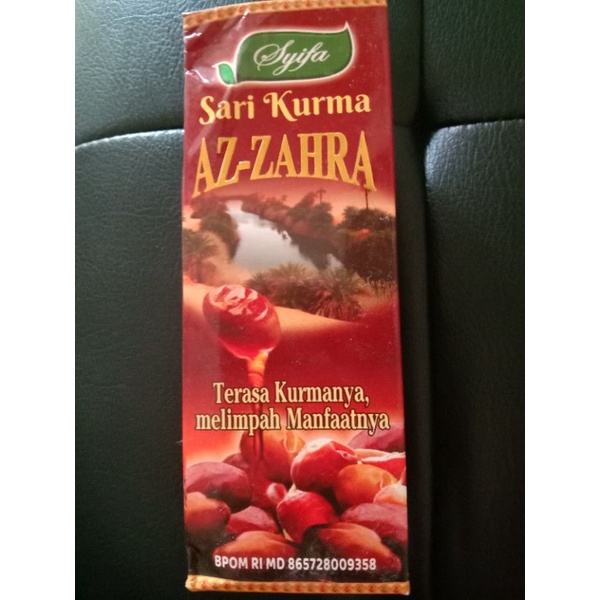 Syifa
Sari Kurma
AZ-ZAHRA
Terasa Kurmanya,
melimpah Manfaatnya
BPOM RI MD 865728009358